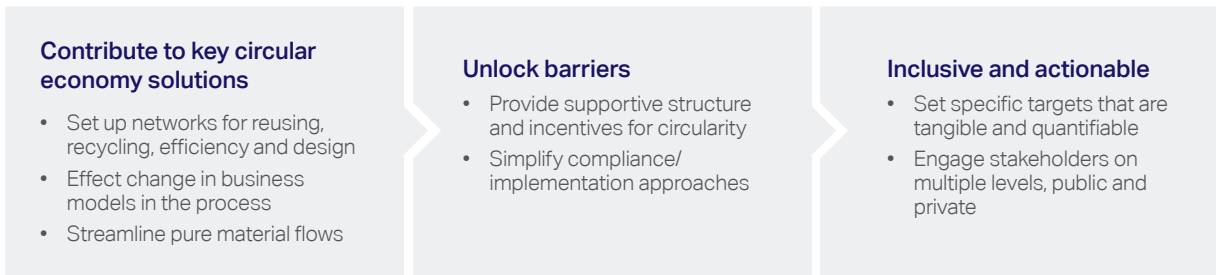 Contribute to key circular
economy solutions
• Set up networks for reusing,
recycling, efficiency and design
• Effect change in business
models in the process
• Streamline pure material flows
Unlock barriers
• Provide supportive structure
and incentives for circularity
• Simplify compliance/
implementation approaches
Inclusive and actionable
• Set specific targets that are
tangible and quantifiable
• Engage stakeholders on
multiple levels, public and
private